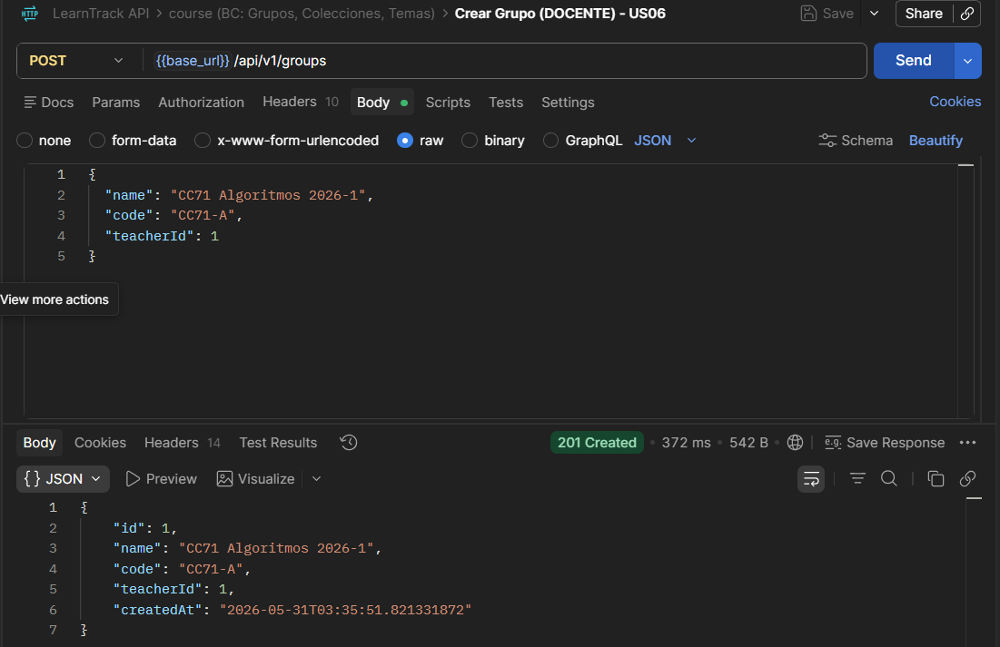 HTTP LearnTrack API > course (BC: Grupos, Colecciones, Temas) > Crear Grupo (DOCENTE) - US06 Save Share
POST {{base_url}} /api/v1/groups Send
Docs Params Authorization Headers 10 Body Scripts Tests Settings Cookies
none form-data x-www-form-urlencoded raw binary GraphQL JSON Schema Beautify
1 {
2 "name": "CC71 Algoritmos 2026-1",
3 "code": "CC71-A",
4 "teacherId": 1
5 }
View more actions
Body Cookies Headers 14 Test Results 201 Created • 372 ms • 542 B • e.g. Save Response
{} JSON Preview Visualize
1 {
2 "id": 1,
3 "name": "CC71 Algoritmos 2026-1",
4 "code": "CC71-A",
5 "teacherId": 1,
6 "createdAt": "2026-05-31T03:35:51.821331872"
7 }